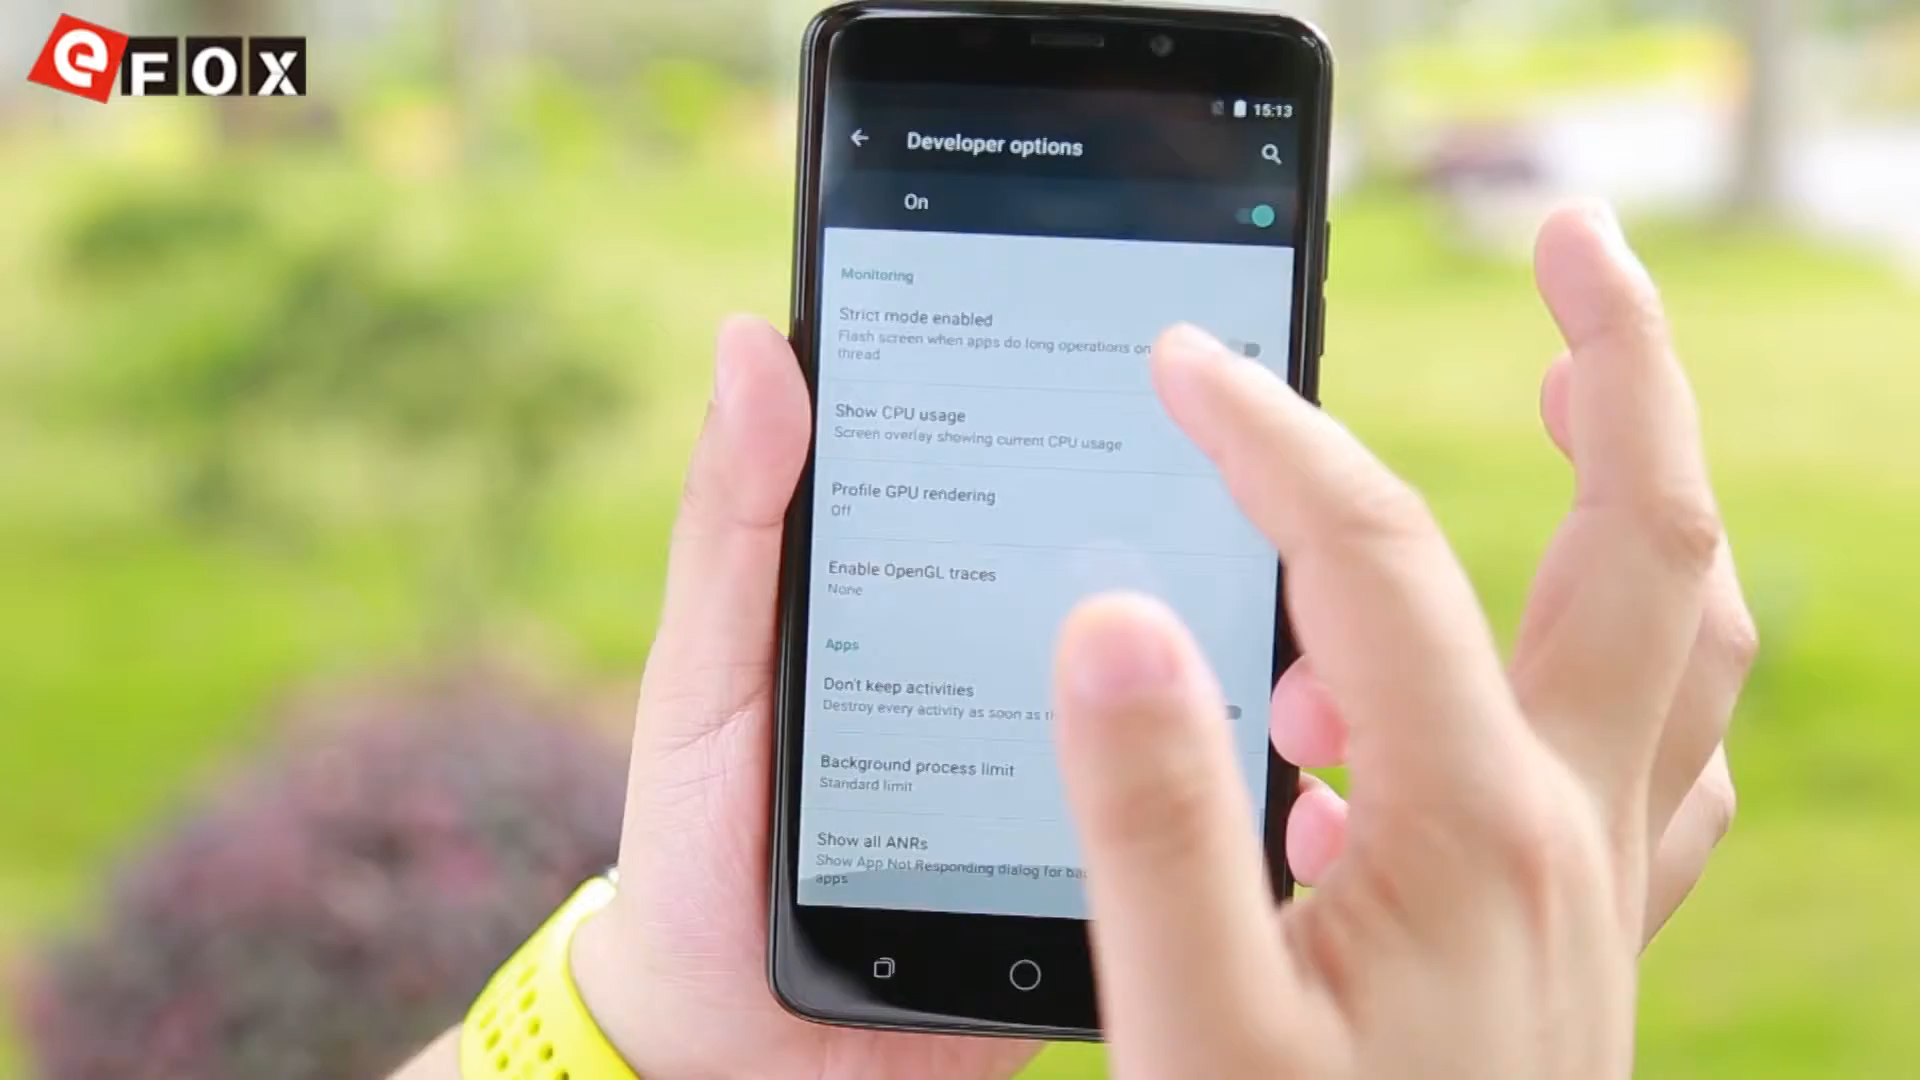 eFOX
15:13
Developer options
On
Monitoring
Strict mode enabled
Flash screen when apps do long operations on
thread
Show CPU usage
Screen overlay showing current CPU usage
Profile GPU rendering
Off
Enable OpenGL traces
None
Apps
Don't keep activities
Destroy every activity as soon as
Background process limit
Standard limit
Show all ANRs
Show App Not Responding dialog for
apps